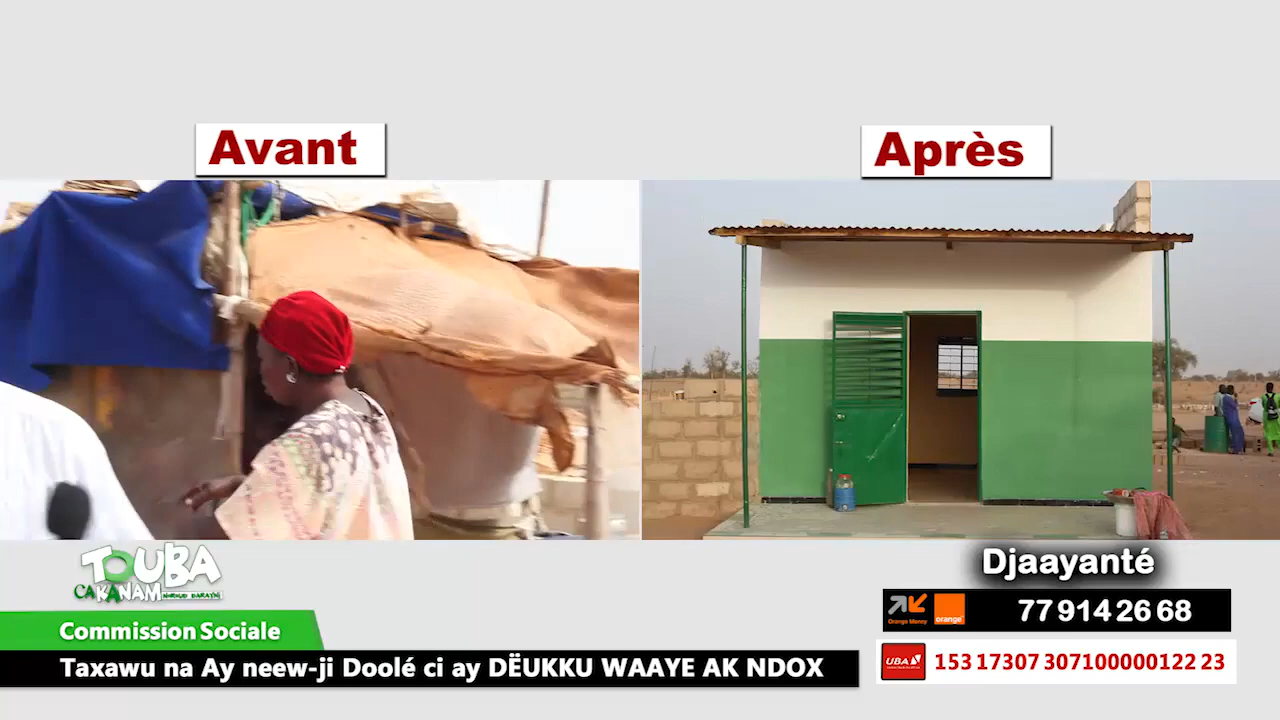 Avant
Après
TOUBA
CA KANAM
Djaayanté
Orange Money
orange
77 914 26 68
Commission Sociale
Taxawu na Ay neew-ji Doolé ci ay DËUKKU WAAYE AK NDOX
UBA
153 17307 307100000122 23